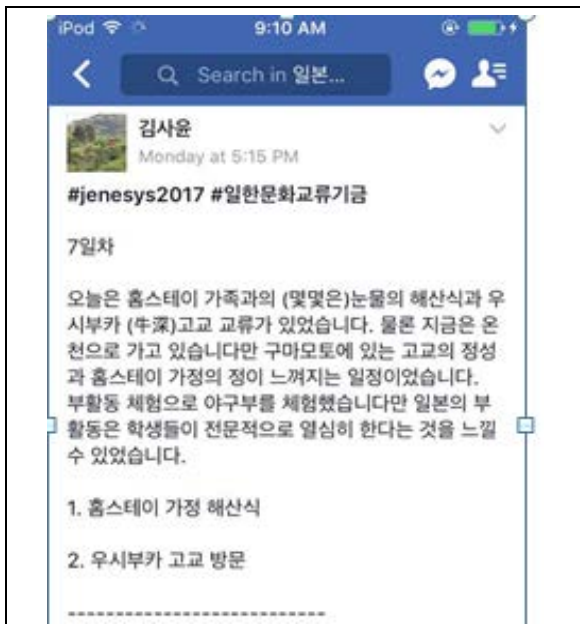 iPod
9:10 AM
Search in 일본...
김사윤
Monday at 5:15 PM
#jenesys2017 #일한문화교류기금
7일차
오늘은 홈스테이 가족과의 (몇몇은)눈물의 해산식과 우
시부카 (牛深)고교 교류가 있었습니다. 물론 지금은 온
천으로 가고 있습니다만 구마모토에 있는 고교의 정성
과 홈스테이 가정의 정이 느껴지는 일정이었습니다.
부활동 체험으로 야구부를 체험했습니다만 일본의 부
활동은 학생들이 전문적으로 열심히 한다는 것을 느낄
수 있었습니다.
1. 홈스테이 가정 해산식
2. 우시부카 고교 방문
---------------------------